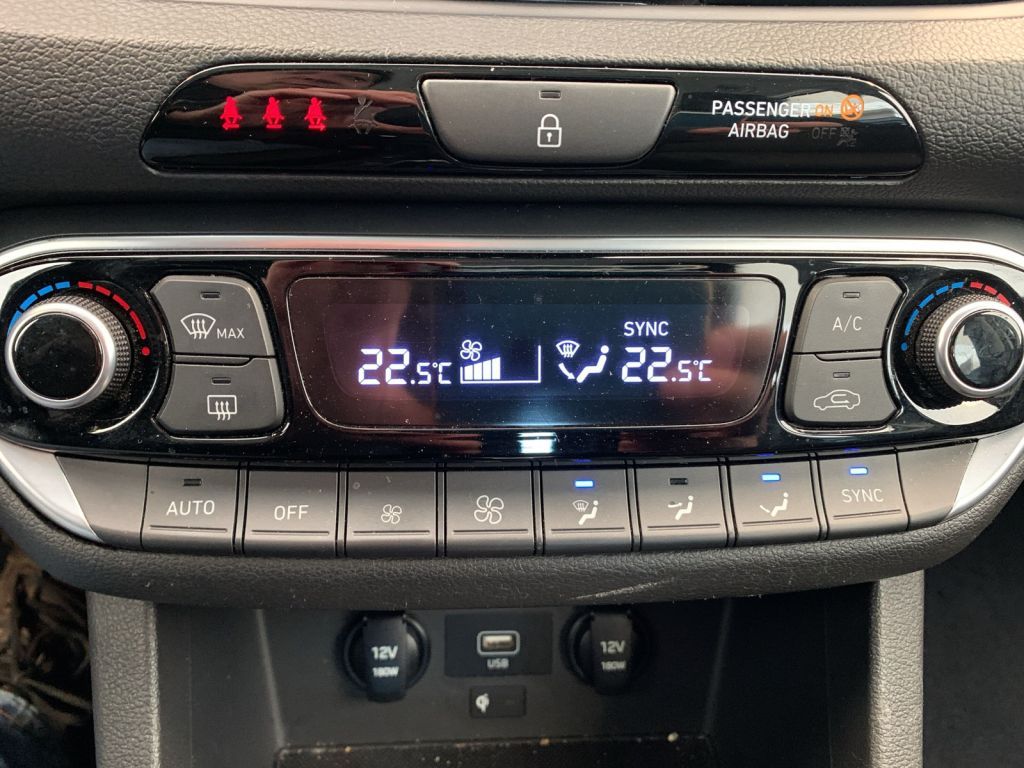 PASSENGER ON
AIRBAG OFF
MAX
SYNC
22.5°C
22.5°C
A/C
AUTO
OFF
SYNC
12V
180W
USB
12V
180W